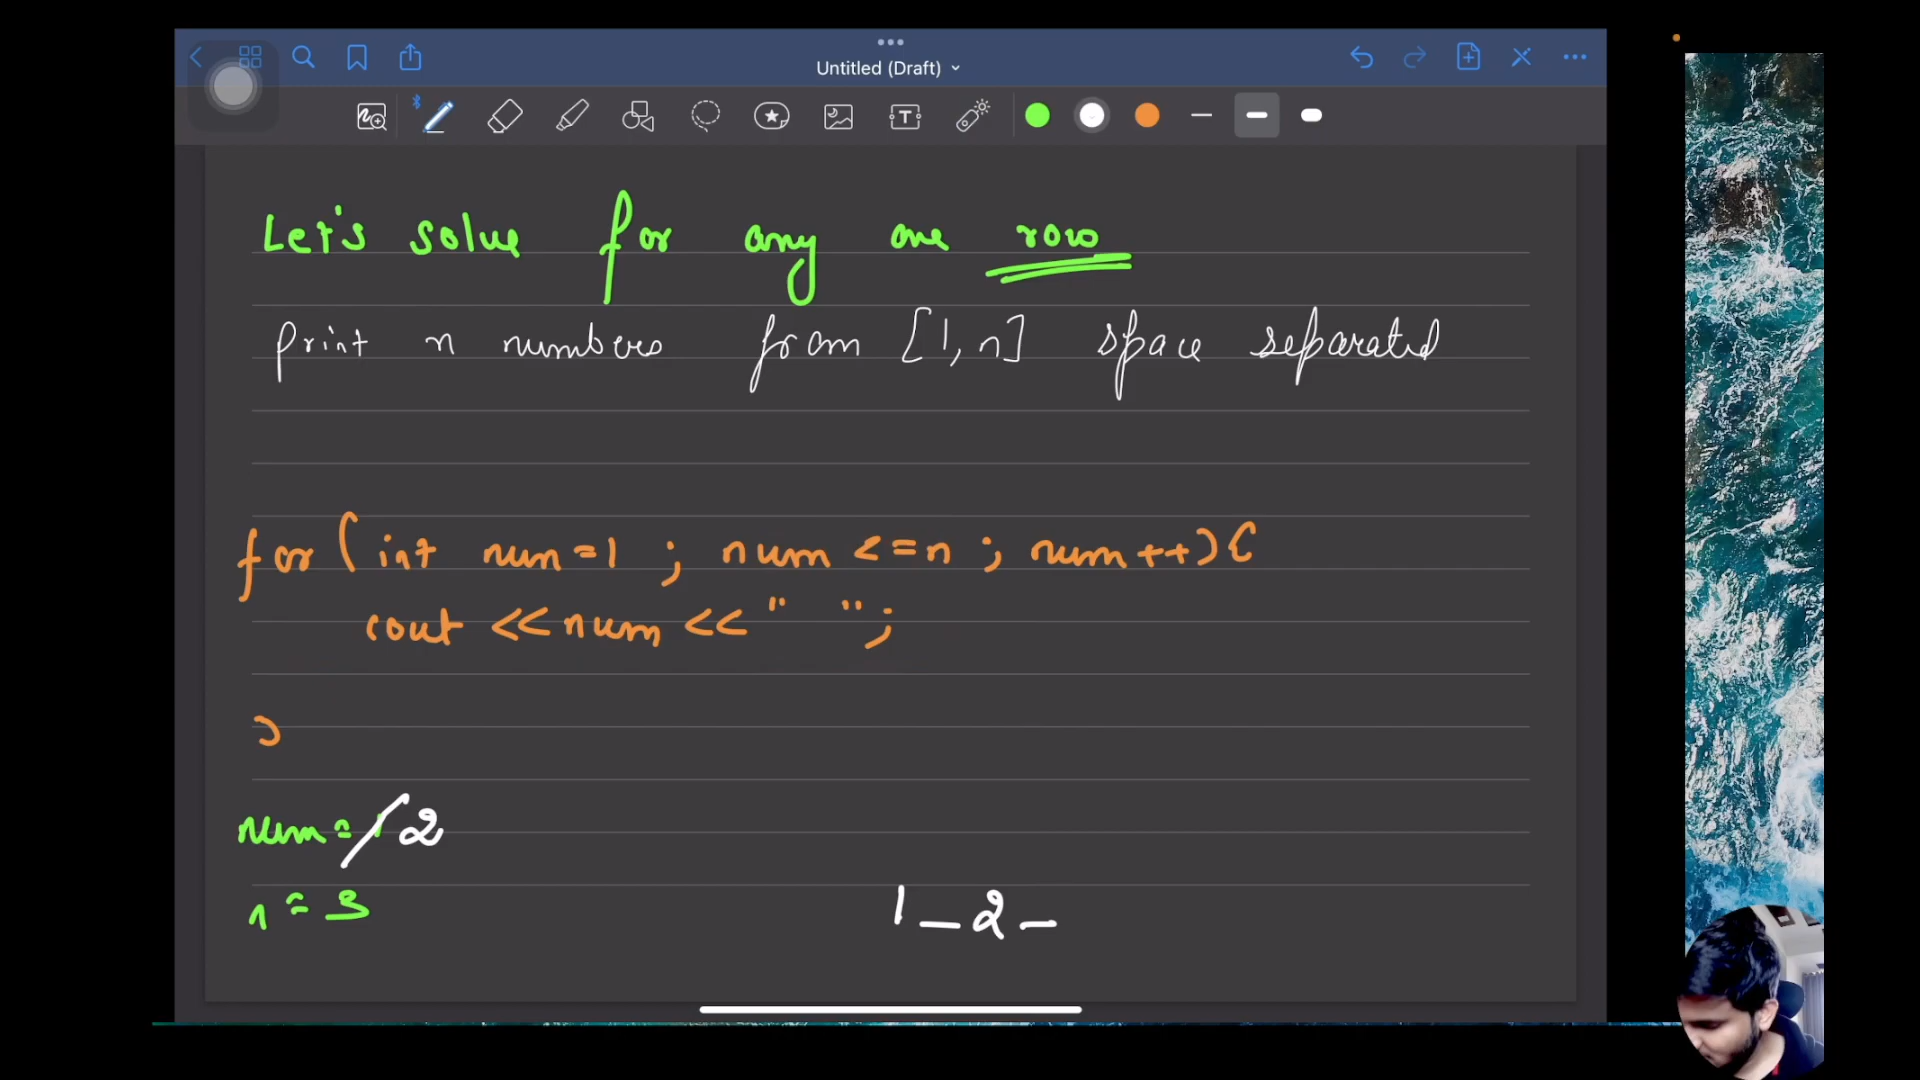 Untitled (Draft)
Let's solve for any one row
print n numbers from [1, n] space separated
for (int num=1 ; num <=n ; num++) {
cout << num << " ";
}
num = 1 2
n = 3
1 _ 2 _